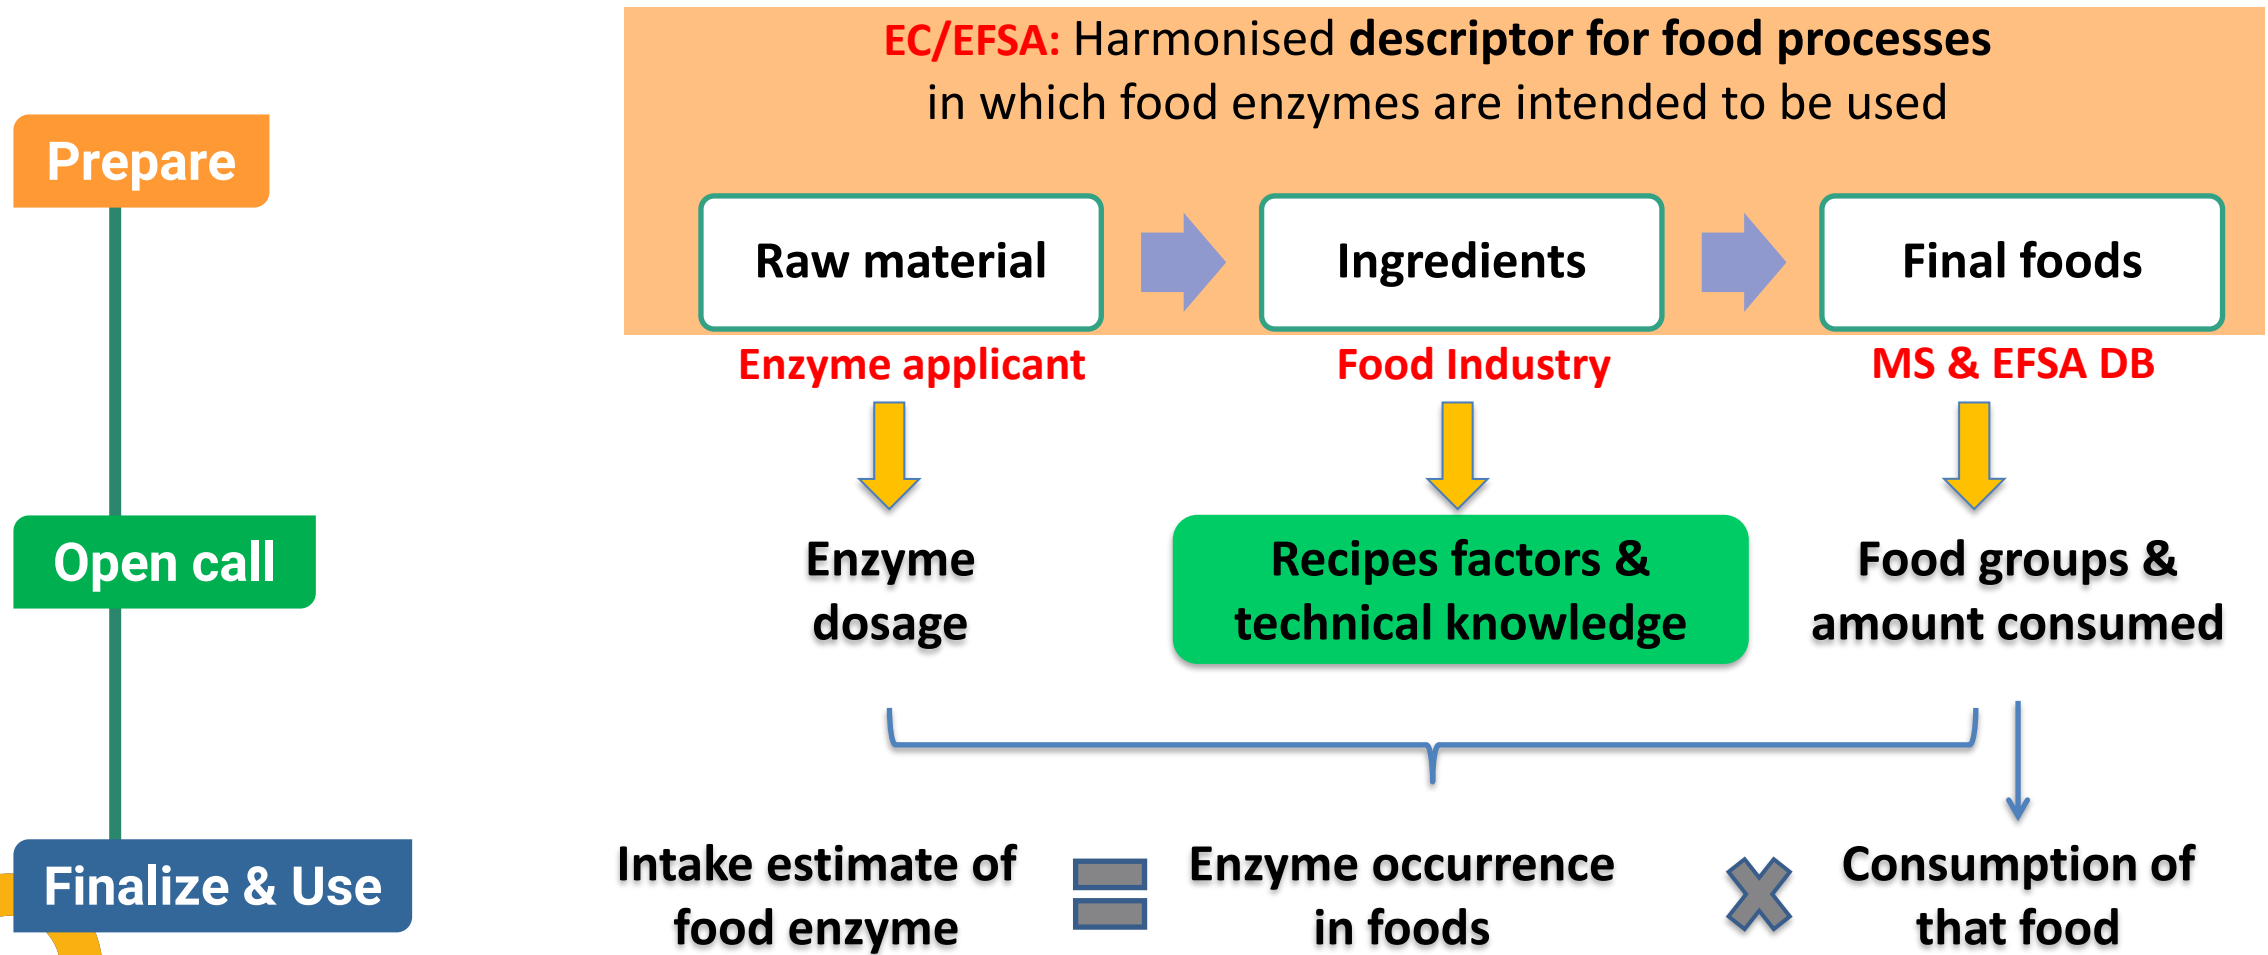 EC/EFSA: Harmonised descriptor for food processes
in which food enzymes are intended to be used
Prepare
Raw material
Ingredients
Final foods
Enzyme applicant
Food Industry
MS & EFSA DB
Open call
Enzyme
dosage
Recipes factors &
technical knowledge
Food groups &
amount consumed
Finalize & Use
Intake estimate of
food enzyme
Enzyme occurrence
in foods
Consumption of
that food